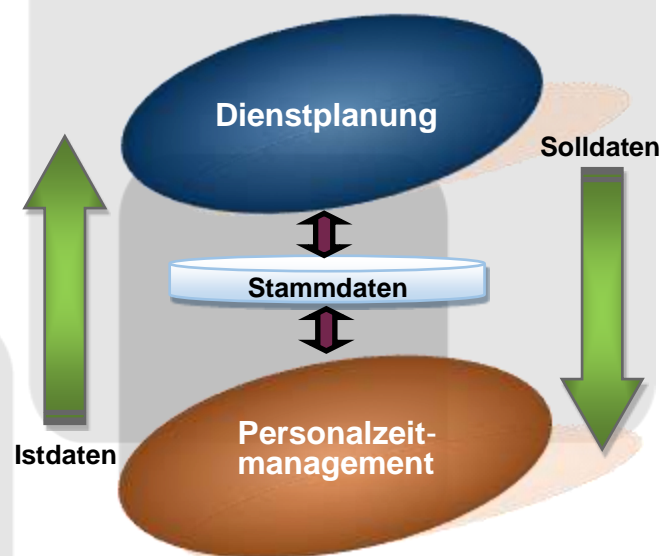 Dienstplanung
Solldaten
Stammdaten
Istdaten
Personalzeit-
management